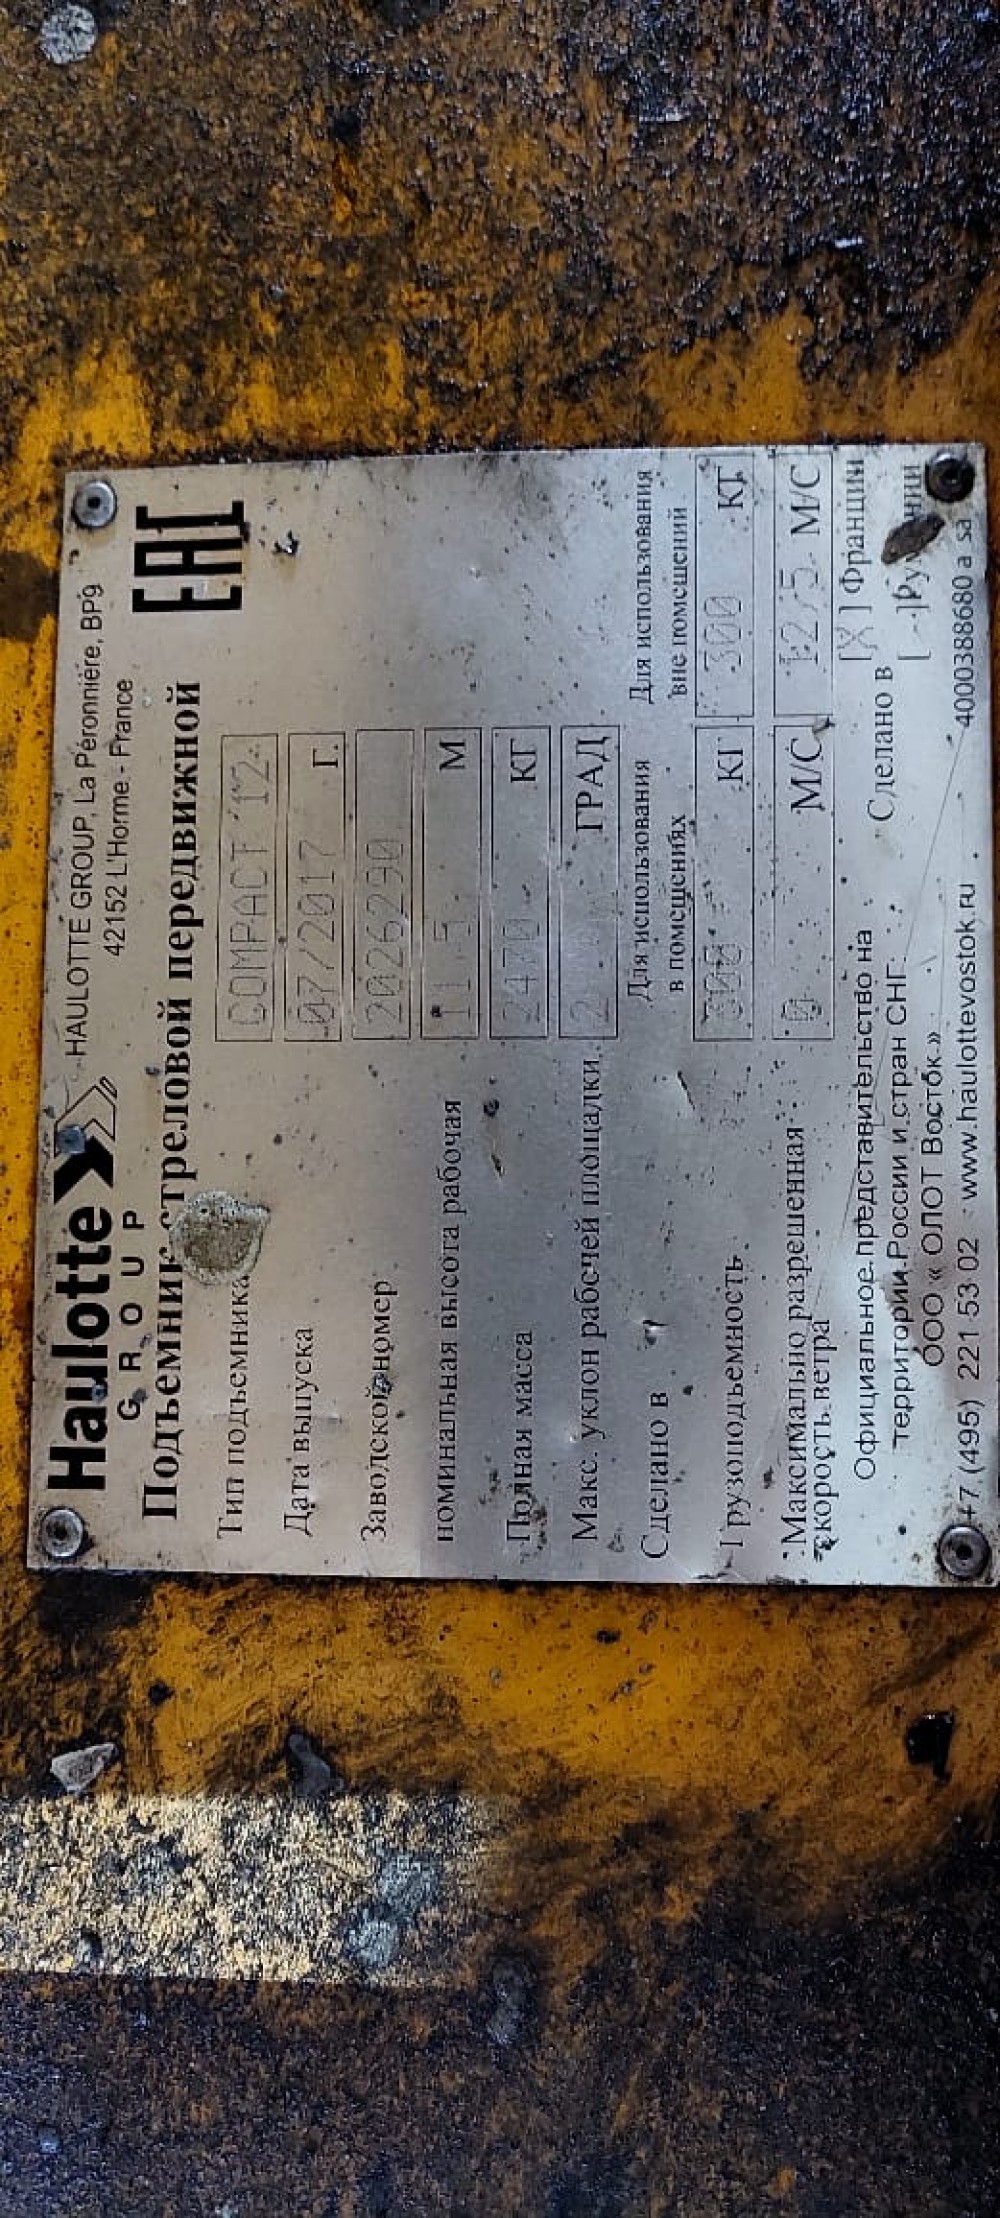 Haulotte
GROUP
HAULOTTE GROUP, La Péronnière, BP9
42152 L'Horme - France
Подъемник стреловой передвижной
EAC
Тип подъемника COMPACT 12
Дата выпуска 07/2017 Г.
Заводской номер 2026290
номинальная высота рабочая 11.5 М
Полная масса 2470 КГ
Макс. уклон рабочей площадки 2 ГРАД
Сделано в
Для использования в помещениях
Для использования вне помещений
Грузоподъемность КГ 300 КГ
Максимально разрешенная скорость ветра 0 М/С 12.5 М/С
Официальное представительство на
территории России и стран СНГ
ООО « ОЛОТ Восток »
+7 (495) 221 53 02 www.haulottevostok.ru
Сделано в [X] Франции
[-]
4000388680 a sa